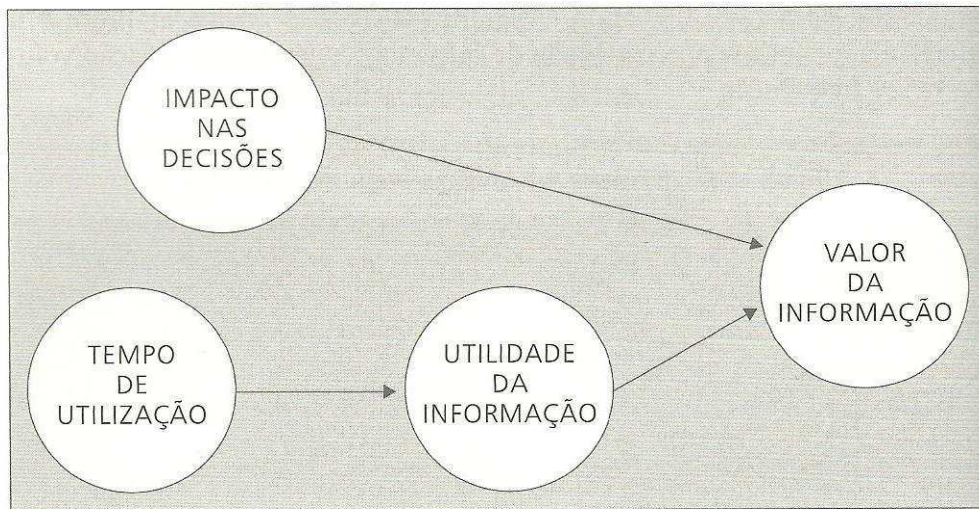 IMPACTO
NAS
DECISÕES
VALOR
DA
INFORMAÇÃO
TEMPO
DE
UTILIZAÇÃO
UTILIDADE
DA
INFORMAÇÃO